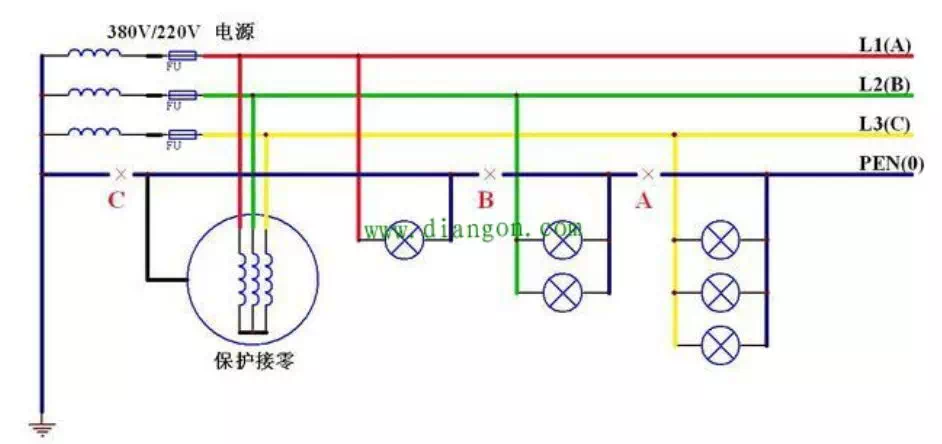 380V/220V 电源
L1(A)
FU
L2(B)
FU
L3(C)
FU
PEN(0)
C
B
A
www.diangon.com
保护接零